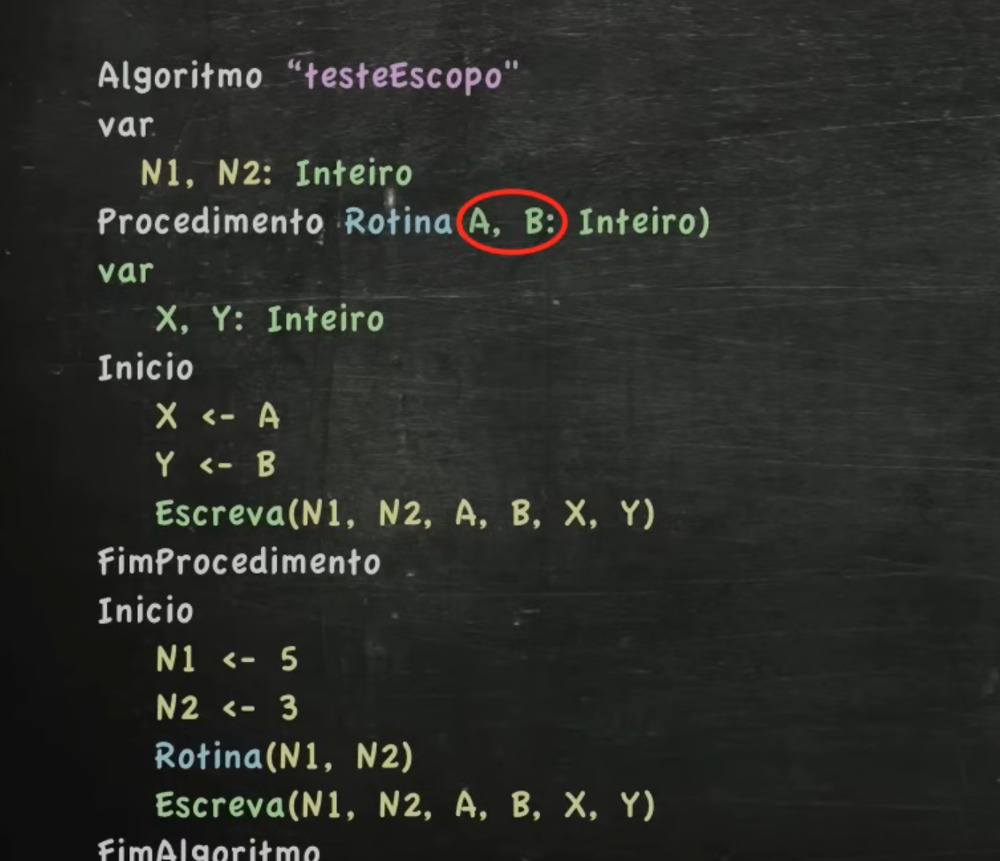 Algoritmo “testeEscopo"
var
N1, N2: Inteiro
Procedimento Rotina(A, B: Inteiro)
var
X, Y: Inteiro
Inicio
X <- A
Y <- B
Escreva(N1, N2, A, B, X, Y)
FimProcedimento
Inicio
N1 <- 5
N2 <- 3
Rotina(N1, N2)
Escreva(N1, N2, A, B, X, Y)
FimAlgoritmo